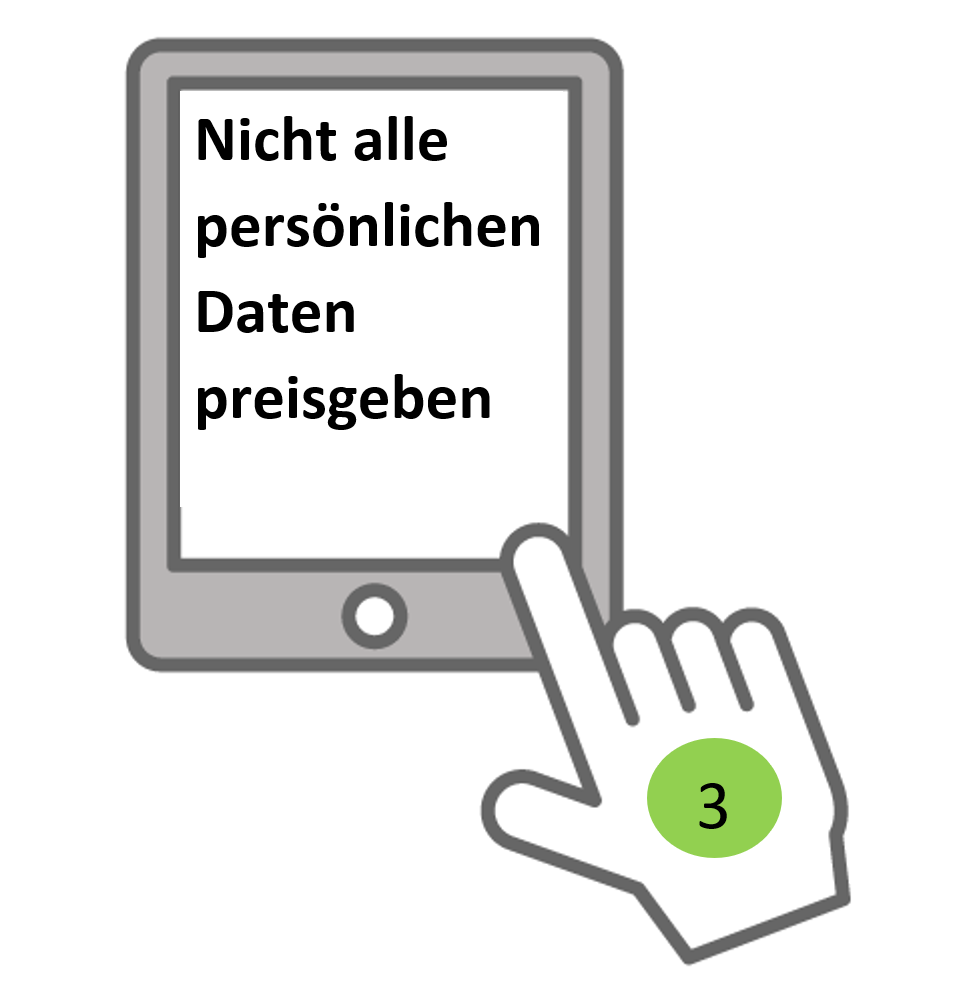 Nicht alle
persönlichen
Daten
preisgeben
3